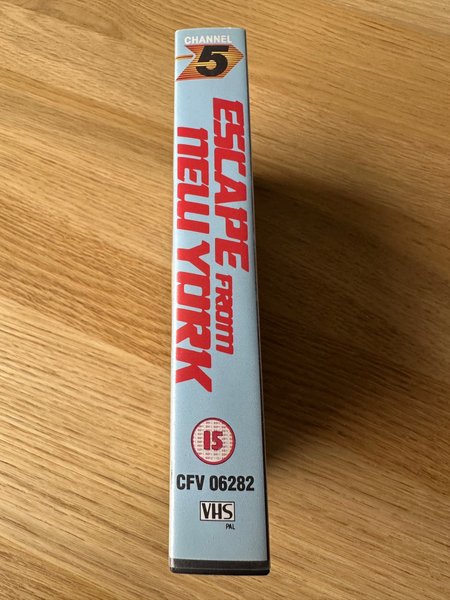 CHANNEL
5
ESCAPE FROM
NEW YORK
15
CFV 06282
VHS
PAL